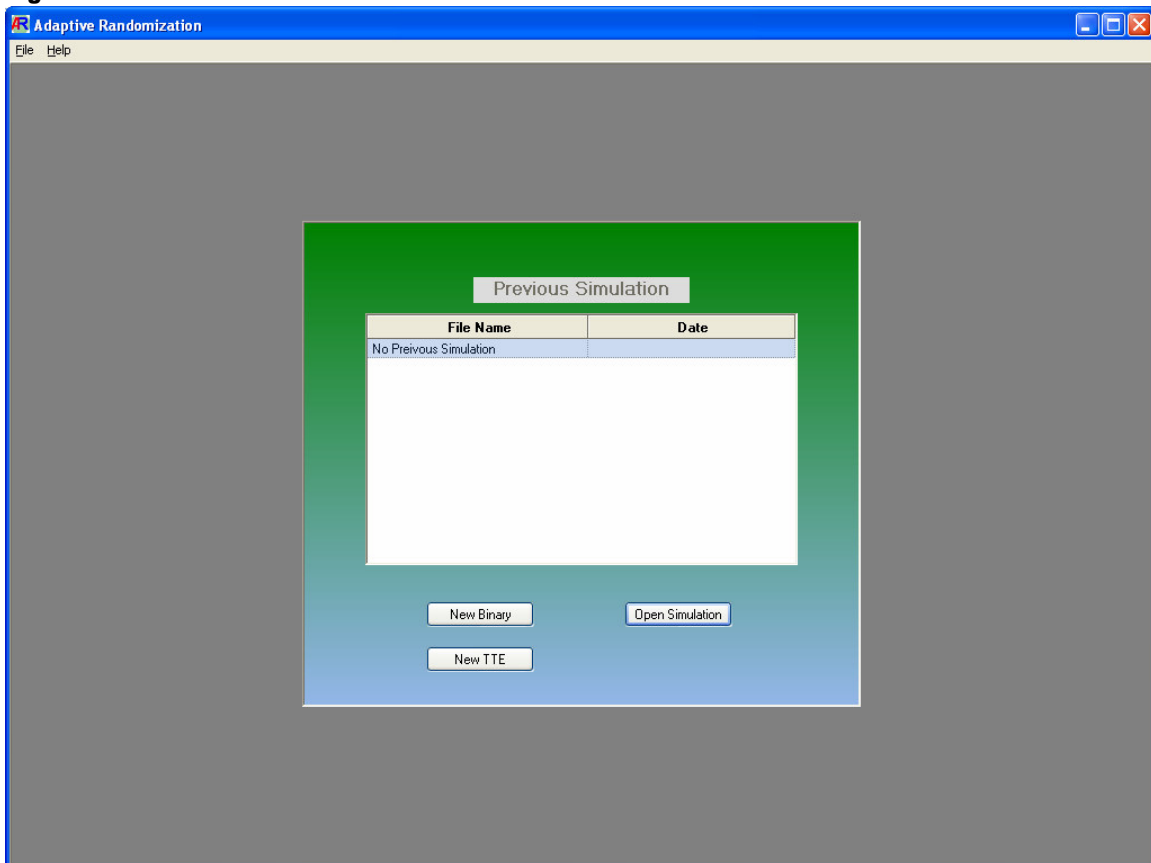 Adaptive Randomization
File Help
Previous Simulation
File Name Date
No Preivous Simulation
New Binary Open Simulation
New TTE